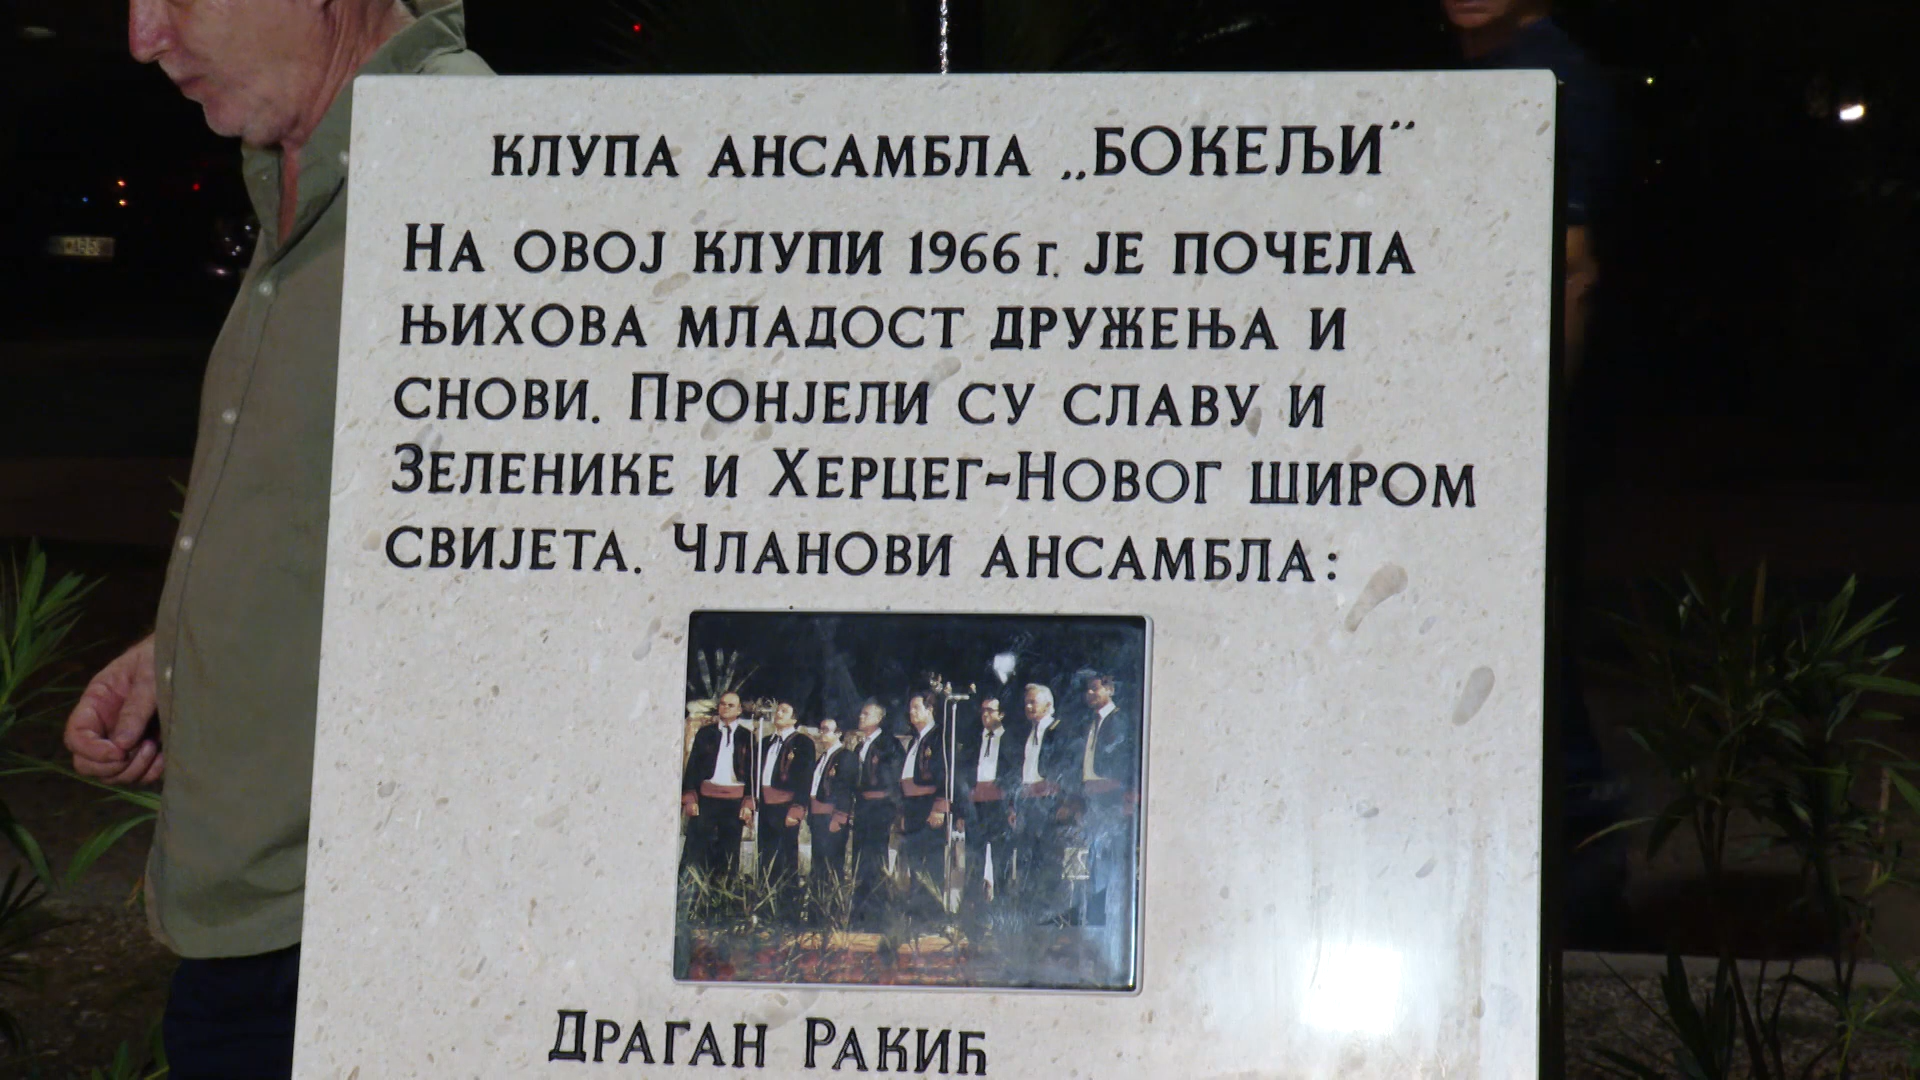 КЛУПА АНСАМБЛА „БОКЕЉИ"
НА ОВОЈ КЛУПИ 1966 г. ЈЕ ПОЧЕЛА
ЊИХОВА МЛАДОСТ ДРУЖЕЊА И
СНОВИ. ПРОНЈЕЛИ СУ СЛАВУ И
ЗЕЛЕНИКЕ И ХЕРЦЕГ-НОВОГ ШИРОМ
СВИЈЕТА. ЧЛАНОВИ АНСАМБЛА:
ДРАГАН РАКИЋ